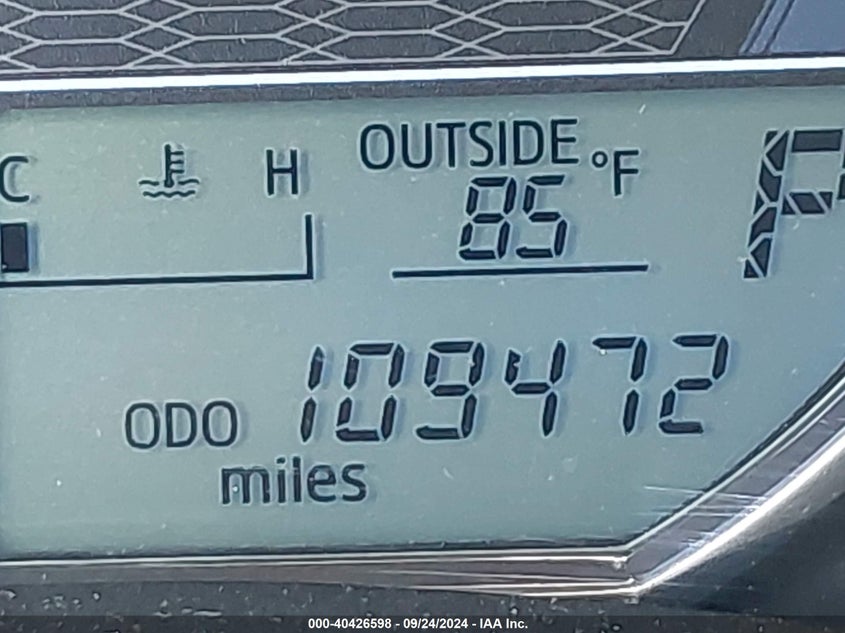 OUTSIDE
C H 85 °F P
ODO 109472
miles
000-40426598 - 09/24/2024 - IAA Inc.